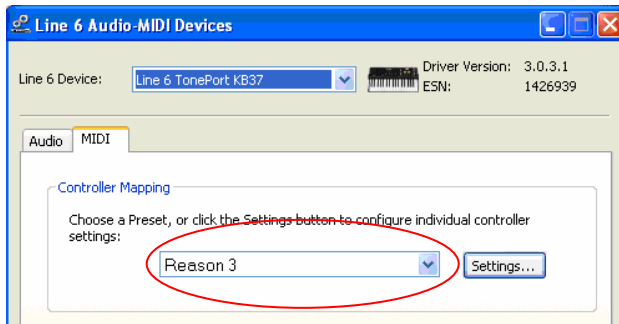 Line 6 Audio-MIDI Devices
Line 6 Device:
Line 6 TonePort KB37
Driver Version: 3.0.3.1
ESN: 1426939
Audio
MIDI
Controller Mapping
Choose a Preset, or click the Settings button to configure individual controller
settings:
Reason 3
Settings...